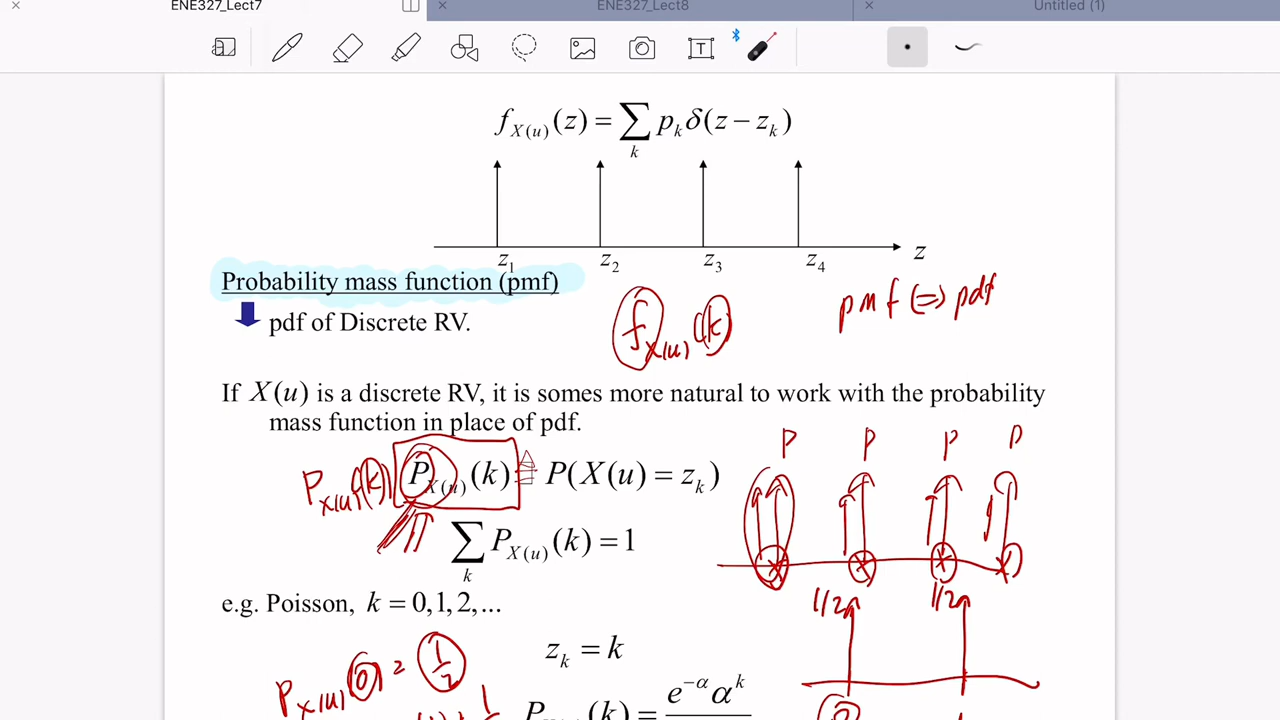 ENE327_Lect7 ENE327_Lect8 Untitled (1)
f_{X(u)}(z) = ∑_k p_k δ(z − z_k)
z_1 z_2 z_3 z_4 z
Probability mass function (pmf)
pdf of Discrete RV.
f_{X(u)}(k)
pmf ⇔ pdf
If X(u) is a discrete RV, it is somes more natural to work with the probability
mass function in place of pdf.
P P P P
P_{X(u)}(k) P_{X(u)}(k) ≜ P(X(u) = z_k)
∑_k P_{X(u)}(k) = 1
e.g. Poisson, k = 0,1,2,...
1/2 1/2
z_k = k
P_{X(u)}(0) = 1/2
e^{−α} α^k
(k) =